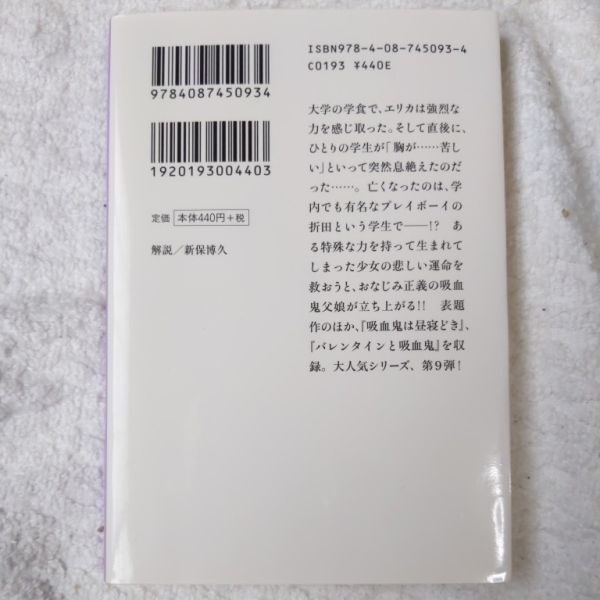 ISBN978-4-08-745093-4
C0193 ¥440E
9784087450934
1920193004403
定価 本体440円+税
解説/新保博久
大学の学食で、エリカは強烈な
力を感じ取った。そして直後に、
ひとりの学生が「胸が……苦し
い」といって突然息絶えたのだ
った……。亡くなったのは、学
内でも有名なプレイボーイの
折田という学生で――!? あ
る特殊な力を持って生まれて
しまった少女の悲しい運命を
救おうと、おなじみ正義の吸血
鬼父娘が立ち上がる!! 表題
作のほか、『吸血鬼は昼寝どき』、
『バレンタインと吸血鬼』を収
録。大人気シリーズ、第9弾!